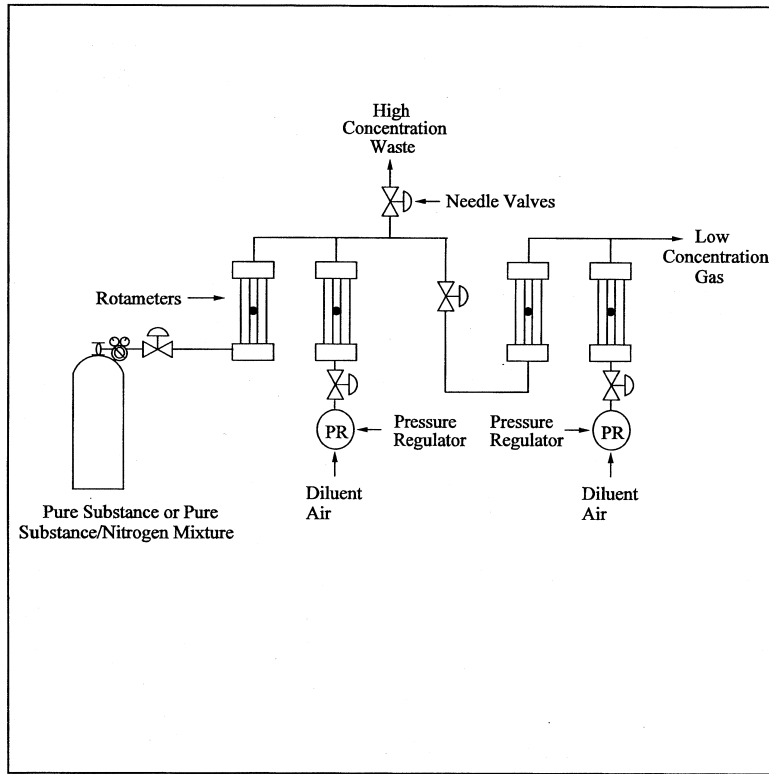 High
Concentration
Waste
Needle Valves
Low
Concentration
Gas
Rotameters
PR
Pressure
Regulator
Pressure
Regulator
PR
Diluent
Air
Diluent
Air
Pure Substance or Pure
Substance/Nitrogen Mixture